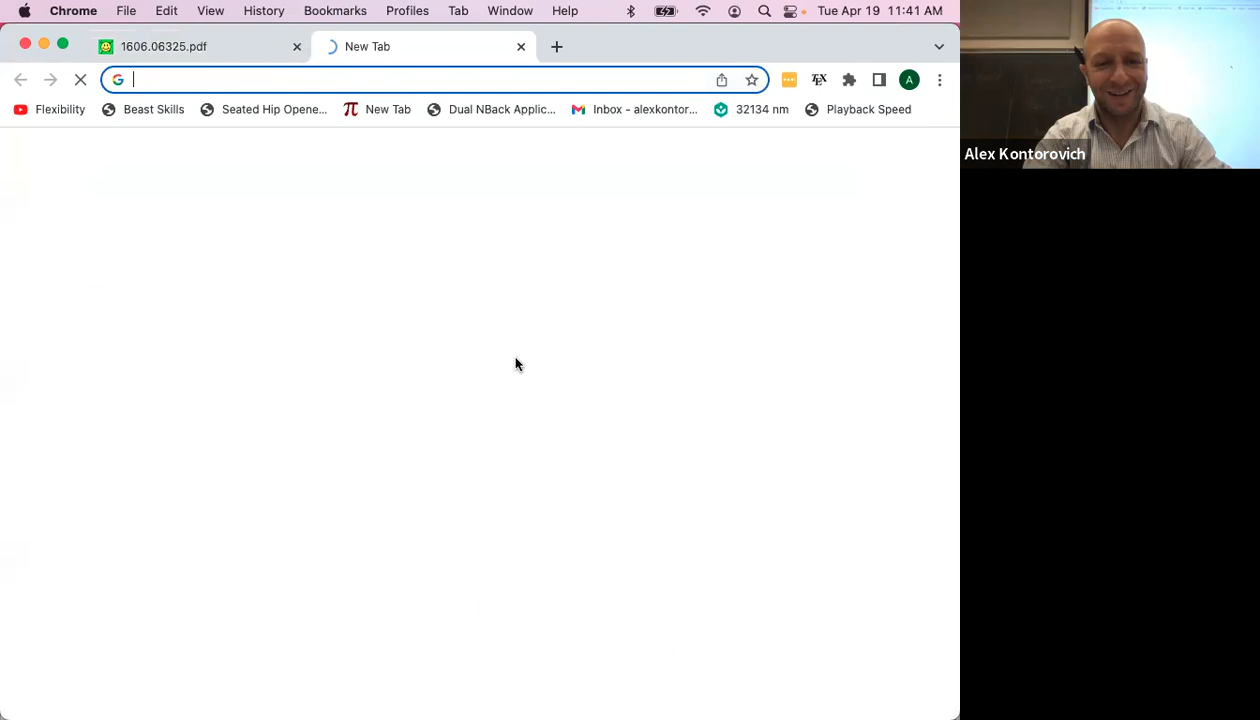 Chrome File Edit View History Bookmarks Profiles Tab Window Help Tue Apr 19 11:41 AM
1606.06325.pdf New Tab
TEX A
Flexibility Beast Skills Seated Hip Opene... New Tab Dual NBack Applic... Inbox - alexkontor... 32134 nm Playback Speed
Alex Kontorovich